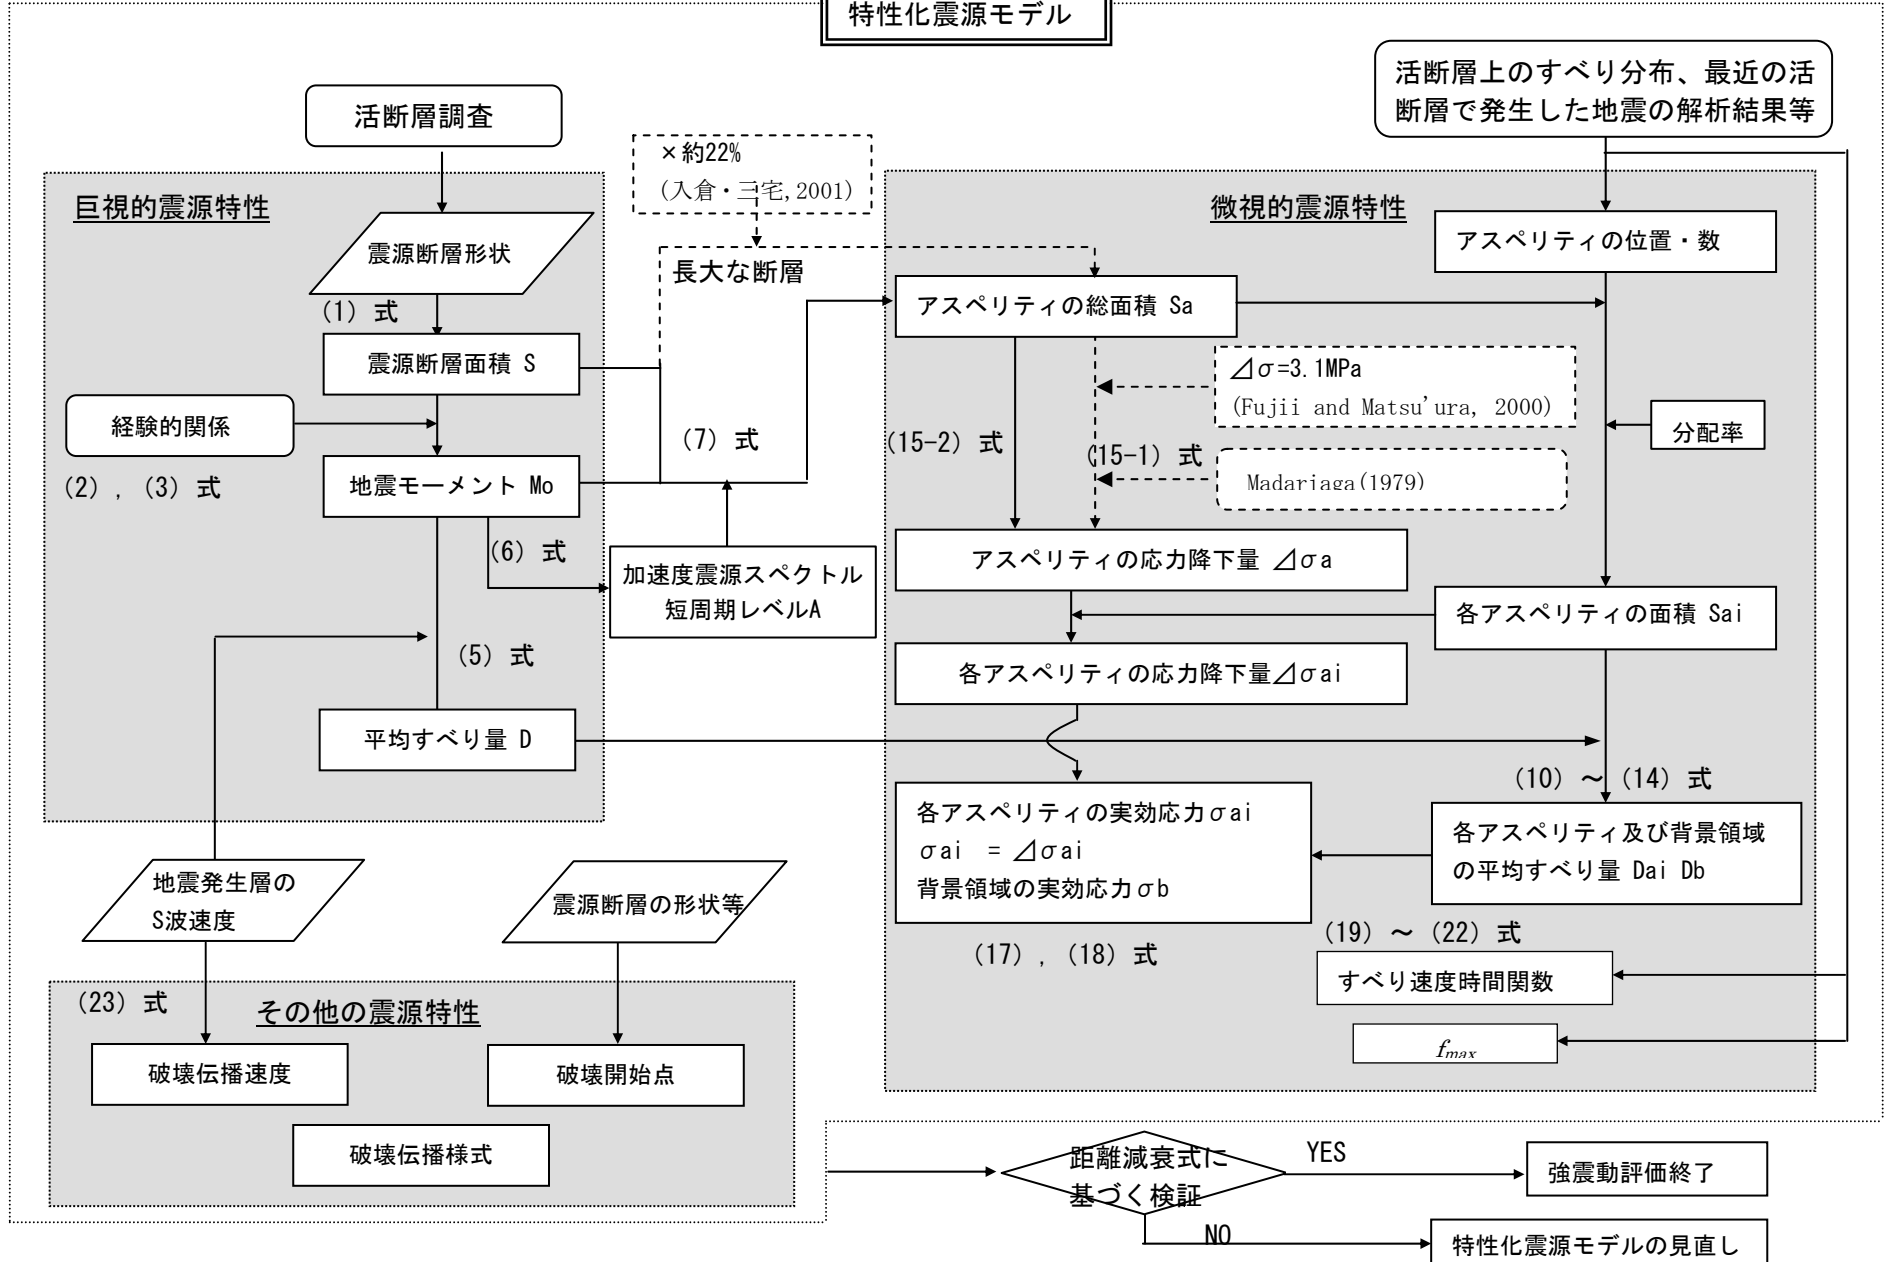 特性化震源モデル
活断層上のすべり分布、最近の活
断層で発生した地震の解析結果等
活断層調査
×約22%
(入倉・三宅,2001)
巨視的震源特性
微視的震源特性
震源断層形状
アスペリティの位置・数
長大な断層
(1) 式
アスペリティの総面積 Sa
震源断層面積 S
⊿σ=3.1MPa
(Fujii and Matsu'ura, 2000)
経験的関係
(7) 式
(15-2) 式
(15-1) 式
分配率
(2) , (3) 式
地震モーメント Mo
Madariaga(1979)
(6) 式
加速度震源スペクトル
短周期レベルA
アスペリティの応力降下量 ⊿σa
各アスペリティの面積 Sai
(5) 式
各アスペリティの応力降下量⊿σai
平均すべり量 D
(10) ～ (14) 式
各アスペリティの実効応力σai
σai = ⊿σai
背景領域の実効応力σb
各アスペリティ及び背景領域
の平均すべり量 Dai Db
地震発生層の
S波速度
震源断層の形状等
(17) , (18) 式
(19) ～ (22) 式
すべり速度時間関数
(23) 式
その他の震源特性
fmax
破壊伝播速度
破壊開始点
破壊伝播様式
距離減衰式に
基づく検証
YES
強震動評価終了
NO
特性化震源モデルの見直し